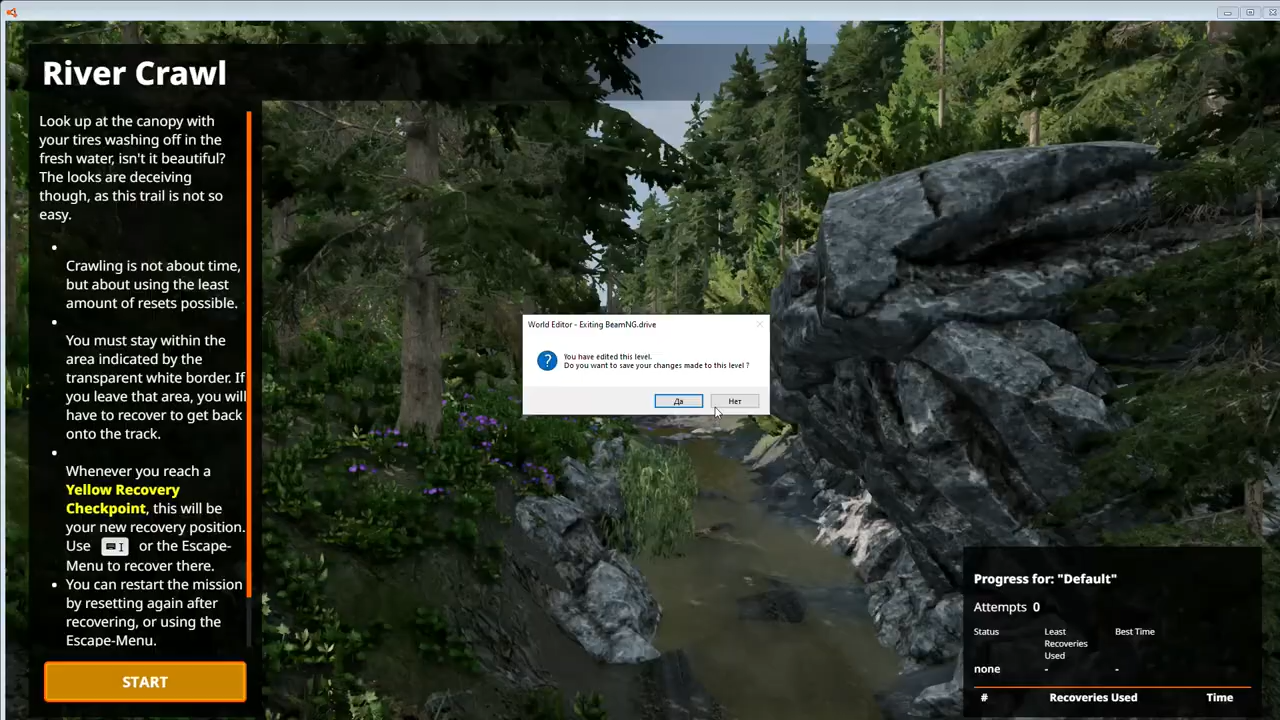 River Crawl
Look up at the canopy with
your tires washing off in the
fresh water, isn't it beautiful?
The looks are deceiving
though, as this trail is not so
easy.
Crawling is not about time,
but about using the least
amount of resets possible.
You must stay within the
area indicated by the
transparent white border. If
you leave that area, you will
have to recover to get back
onto the track.
Whenever you reach a
Yellow Recovery
Checkpoint, this will be
your new recovery position.
Use I or the Escape-
Menu to recover there.
You can restart the mission
by resetting again after
recovering, or using the
Escape-Menu.
START
World Editor - Exiting BeamNG.drive
You have edited this level.
Do you want to save your changes made to this level ?
Да Нет
Progress for: "Default"
Attempts 0
Status Least Recoveries Used Best Time
none - -
# Recoveries Used Time